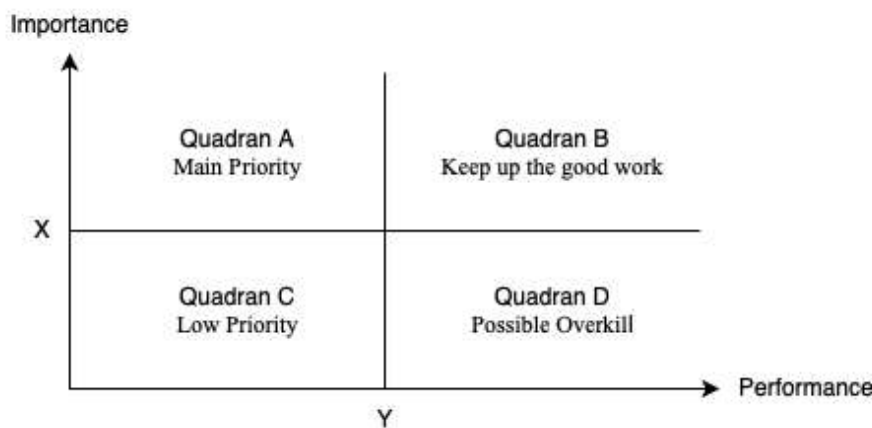 Importance
Quadran A
Main Priority
Quadran B
Keep up the good work
X
Quadran C
Low Priority
Quadran D
Possible Overkill
Performance
Y